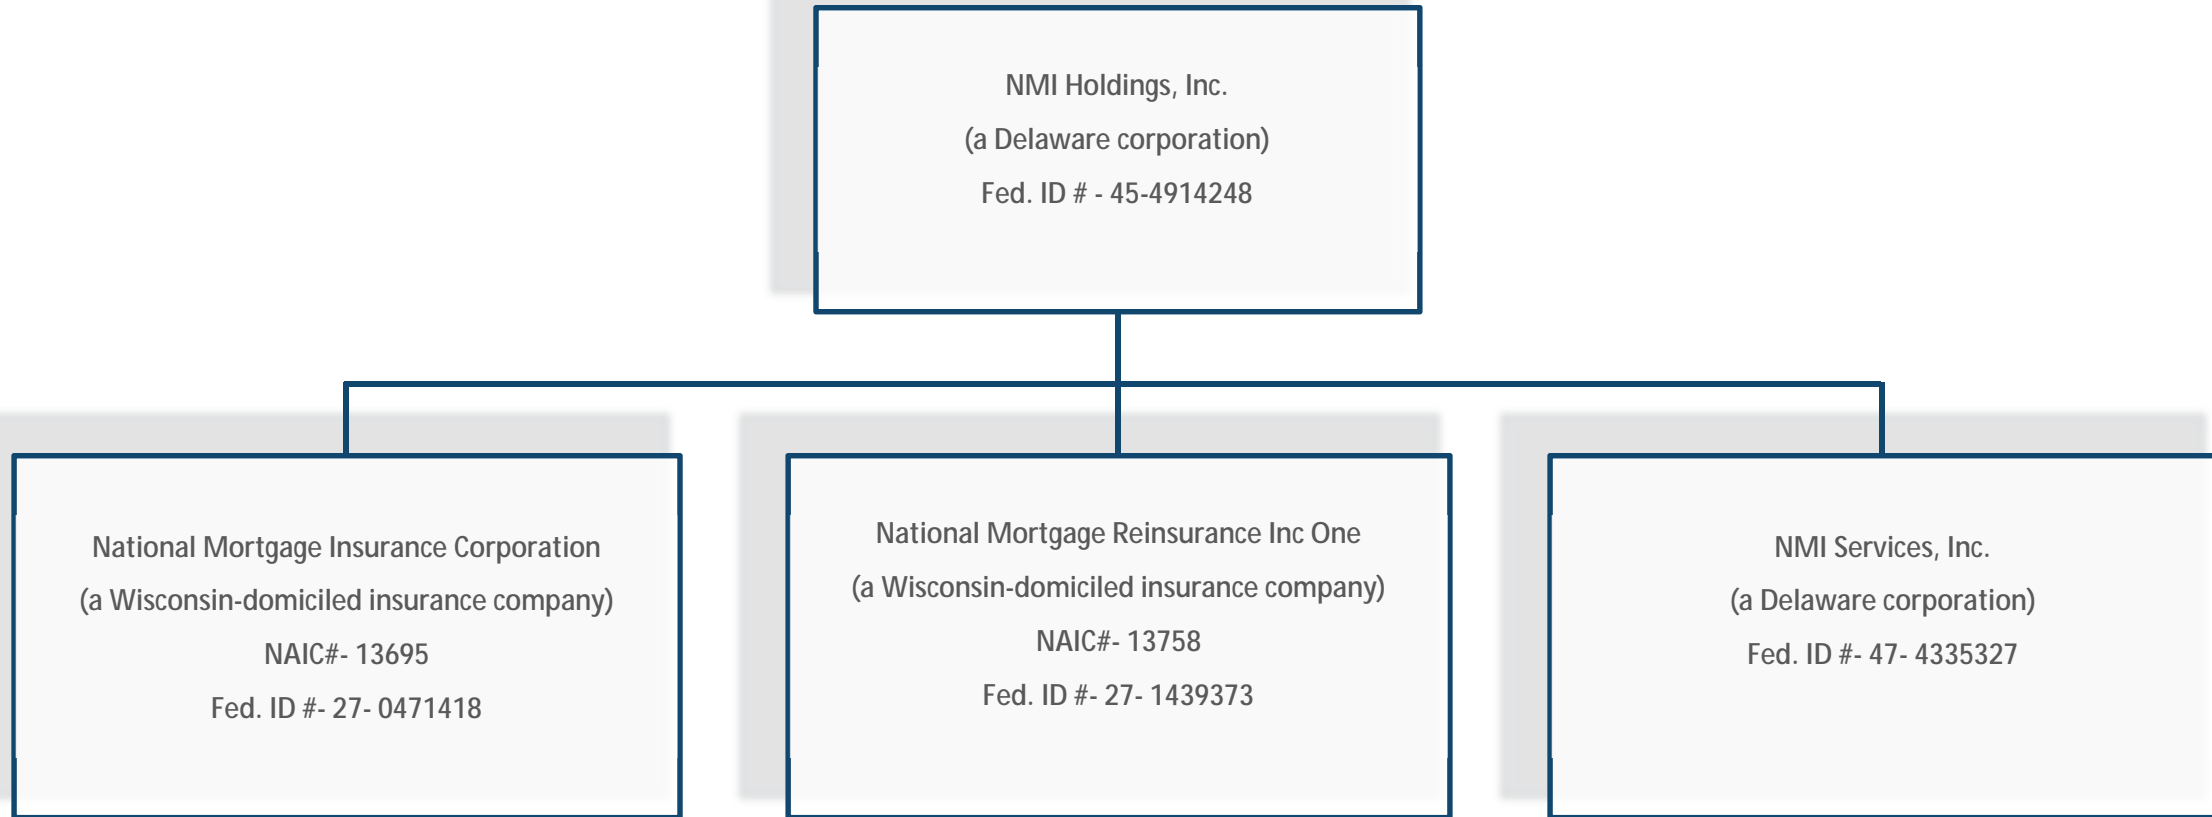 NMI Holdings, Inc.
(a Delaware corporation)
Fed. ID # - 45-4914248
National Mortgage Insurance Corporation
(a Wisconsin-domiciled insurance company)
NAIC#- 13695
Fed. ID #- 27- 0471418
National Mortgage Reinsurance Inc One
(a Wisconsin-domiciled insurance company)
NAIC#- 13758
Fed. ID #- 27- 1439373
NMI Services, Inc.
(a Delaware corporation)
Fed. ID #- 47- 4335327